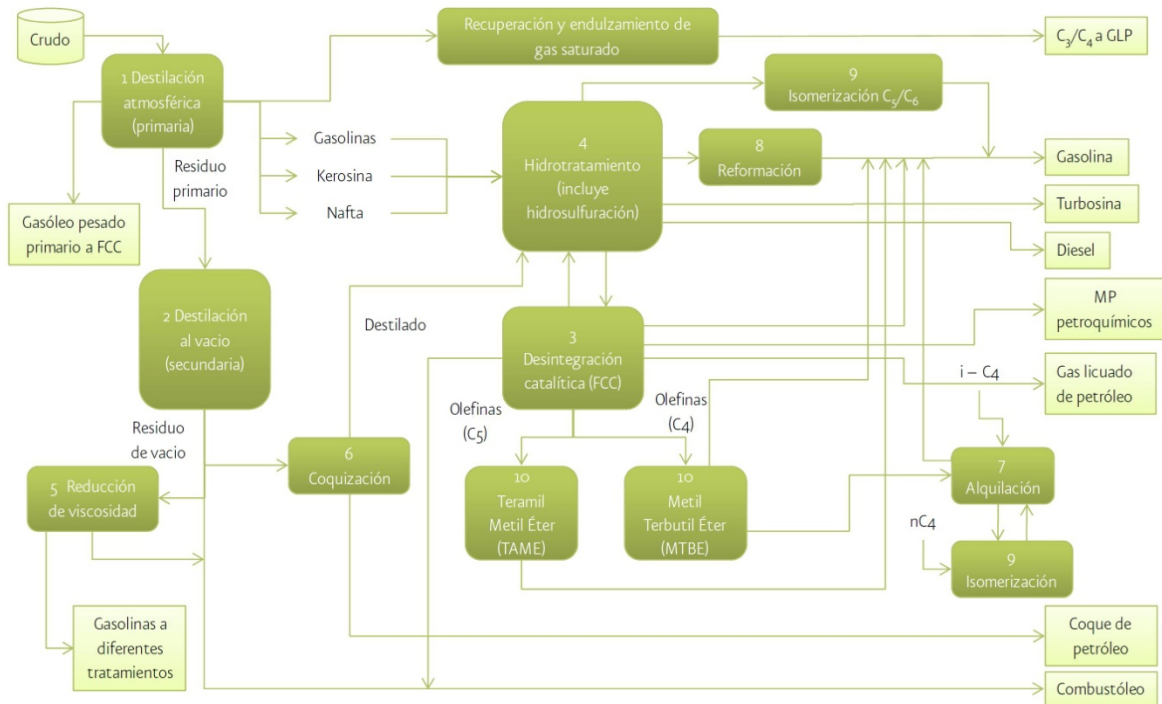 Crudo
Recuperación y endulzamiento de
gas saturado
C3/C4 a GLP
1 Destilación
atmosférica
(primaria)
9
Isomerización C5/C6
Gasolinas
Kerosina
Nafta
4
Hidrotratamiento
(incluye
hidrosulfuración)
8
Reformación
Gasolina
Turbosina
Diesel
Residuo
primario
Gasóleo pesado
primario a FCC
2 Destilación
al vacio
(secundaria)
Destilado
3
Desintegración
catalítica (FCC)
MP
petroquímicos
Gas licuado
de petróleo
i – C4
Olefinas
(C5)
Olefinas
(C4)
Residuo
de vacio
5 Reducción
de viscosidad
6
Coquización
10
Teramil
Metil Éter
(TAME)
10
Metil
Terbutil Éter
(MTBE)
7
Alquilación
nC4
9
Isomerización
Gasolinas a
diferentes
tratamientos
Coque de
petróleo
Combustóleo